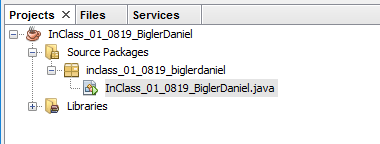 Projects × Files Services
InClass_01_0819_BiglerDaniel
Source Packages
inclass_01_0819_biglerdaniel
InClass_01_0819_BiglerDaniel.java
Libraries